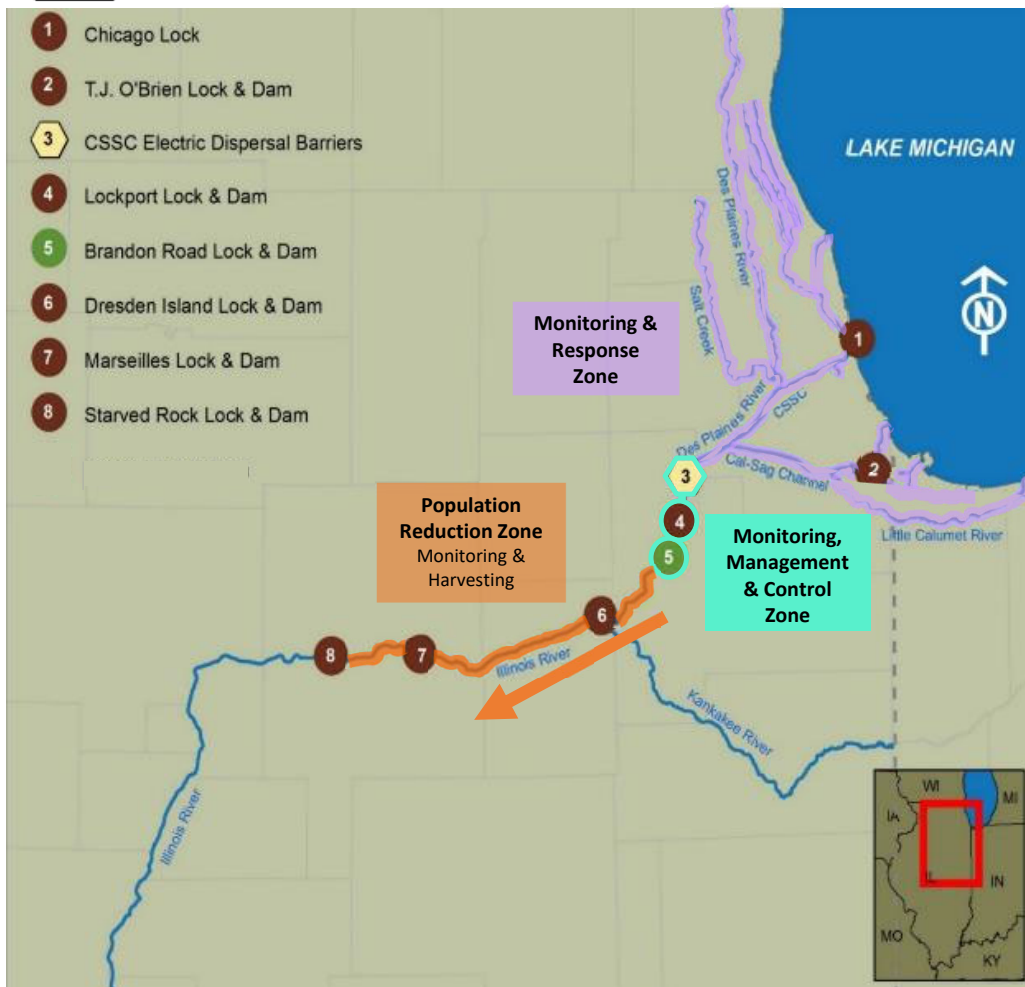 1 Chicago Lock
2 T.J. O'Brien Lock & Dam
3 CSSC Electric Dispersal Barriers
4 Lockport Lock & Dam
5 Brandon Road Lock & Dam
6 Dresden Island Lock & Dam
7 Marseilles Lock & Dam
8 Starved Rock Lock & Dam
LAKE MICHIGAN
N
Des Plaines River
Salt Creek
Monitoring &
Response
Zone
1
CSSC
Des Plaines River
Cal-Sag Channel
2
3
Little Calumet River
4
5
Population
Reduction Zone
Monitoring &
Harvesting
Monitoring,
Management
& Control
Zone
6
7
8
Illinois River
Kankakee River
Illinois River
WI
MI
IA
IL
IN
MO
KY